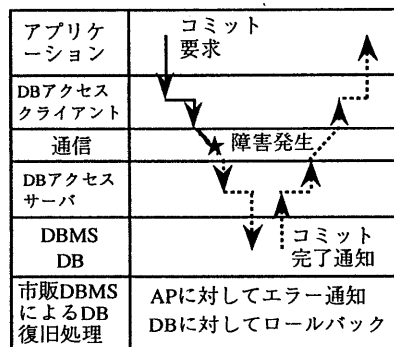 アプリケ
ーション
コミット
要求
DBアクセス
クライアント
通信
障害発生
DBアクセス
サーバ
DBMS
DB
コミット
完了通知
市販DBMS
によるDB
復旧処理
APに対してエラー通知
DBに対してロールバック